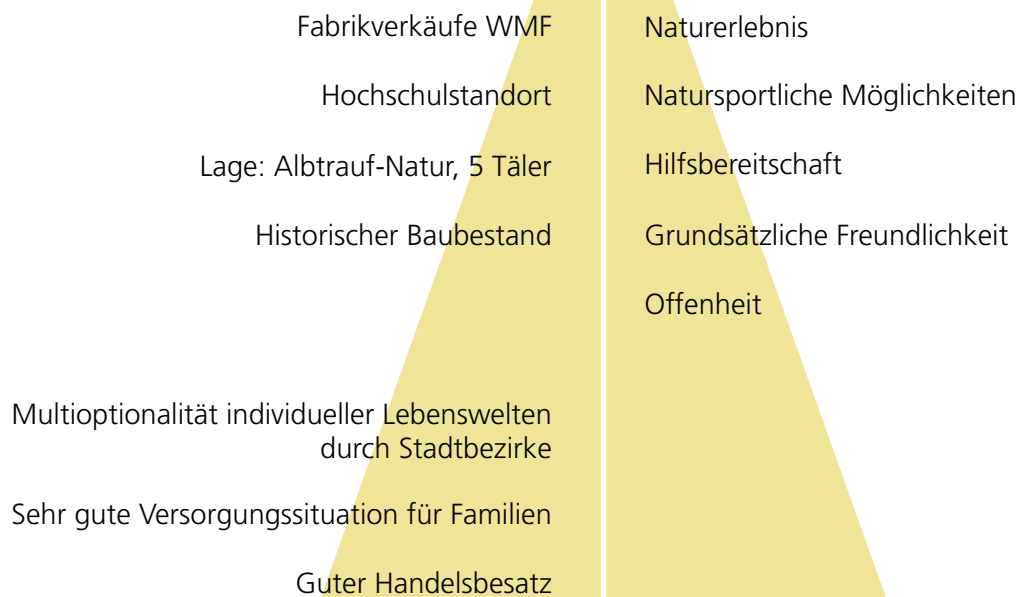 Fabrikverkäufe WMF
Hochschulstandort
Lage: Albtrauf-Natur, 5 Täler
Historischer Baubestand
Multioptionalität individueller Lebenswelten
durch Stadtbezirke
Sehr gute Versorgungssituation für Familien
Guter Handelsbesatz
Naturerlebnis
Natursportliche Möglichkeiten
Hilfsbereitschaft
Grundsätzliche Freundlichkeit
Offenheit